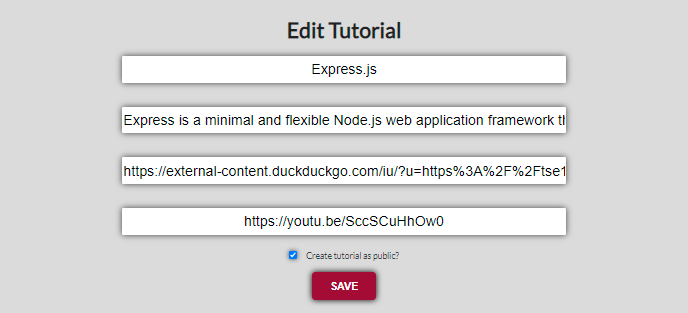 Edit Tutorial
Express.js
Express is a minimal and flexible Node.js web application framework th
https://external-content.duckduckgo.com/iu/?u=https%3A%2F%2Ftse1
https://youtu.be/SccSCuHhOw0
Create tutorial as public?
SAVE